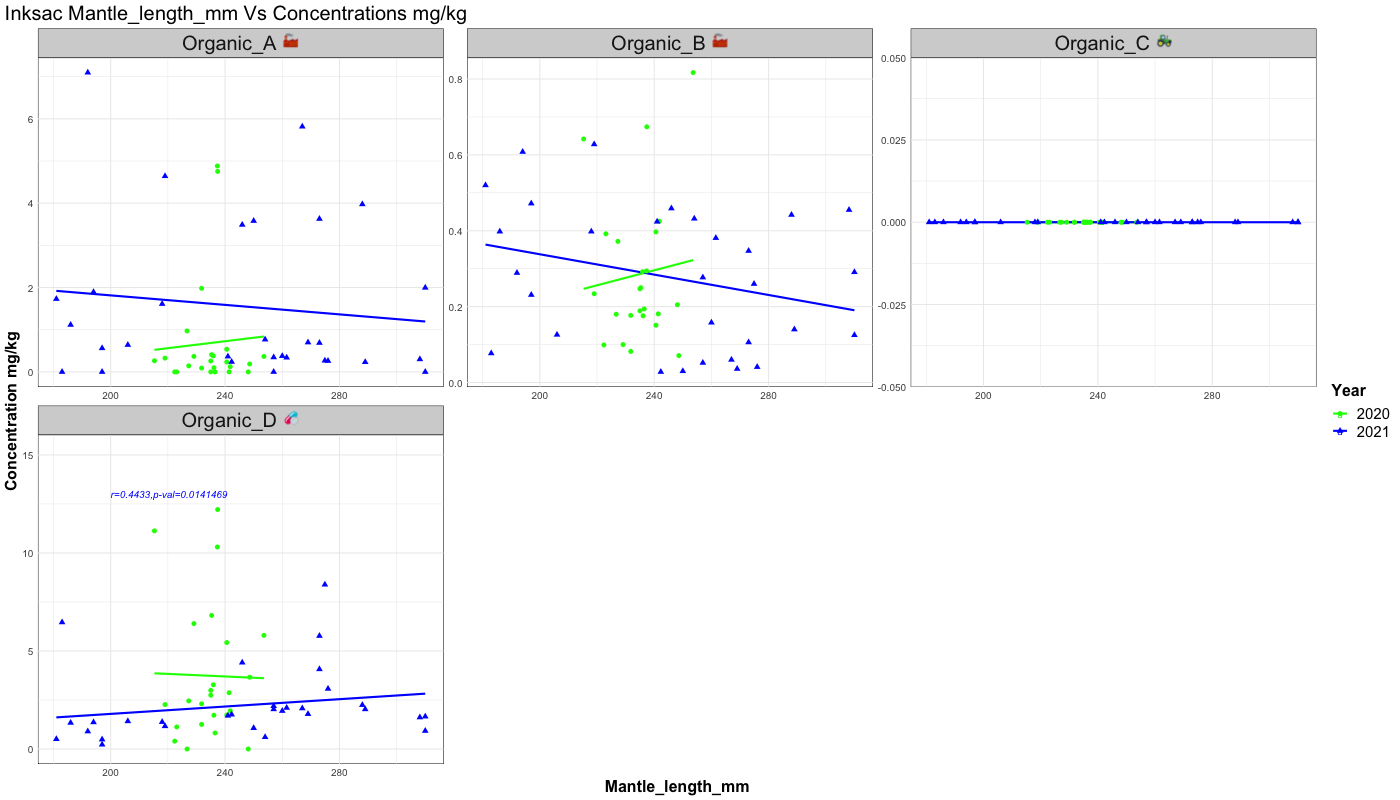 Inksac Mantle_length_mm Vs Concentrations mg/kg
Organic_A
Organic_B
Organic_C
6
4
2
0
200 240 280
0.8
0.6
0.4
0.2
0.0
200 240 280
0.050
0.025
0.000
-0.025
-0.050
200 240 280
Organic_D
15
10
5
0
r=0.4433,p-val=0.0141469
200 240 280
Concentration mg/kg
Mantle_length_mm
Year
2020
2021